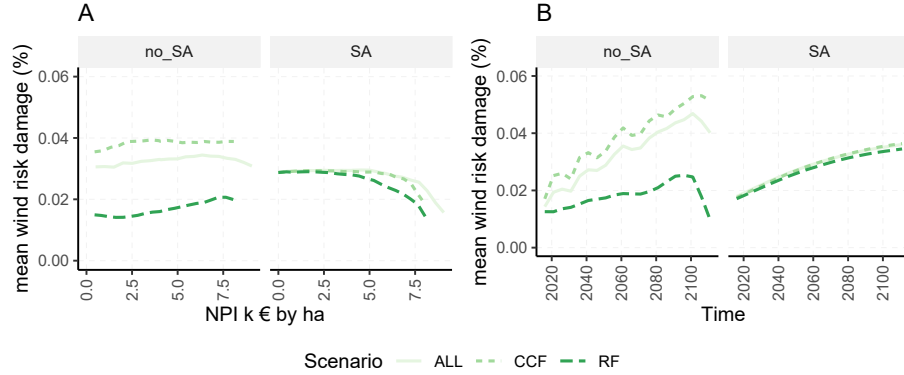 A
mean wind risk damage (%)
no_SA
SA
0.06
0.04
0.02
0.00
0.0
2.5
5.0
7.5
0.0
2.5
5.0
7.5
NPI k € by ha
B
mean wind risk damage (%)
no_SA
SA
0.06
0.04
0.02
0.00
2020
2040
2060
2080
2100
2020
2040
2060
2080
2100
Time
Scenario ALL CCF RF